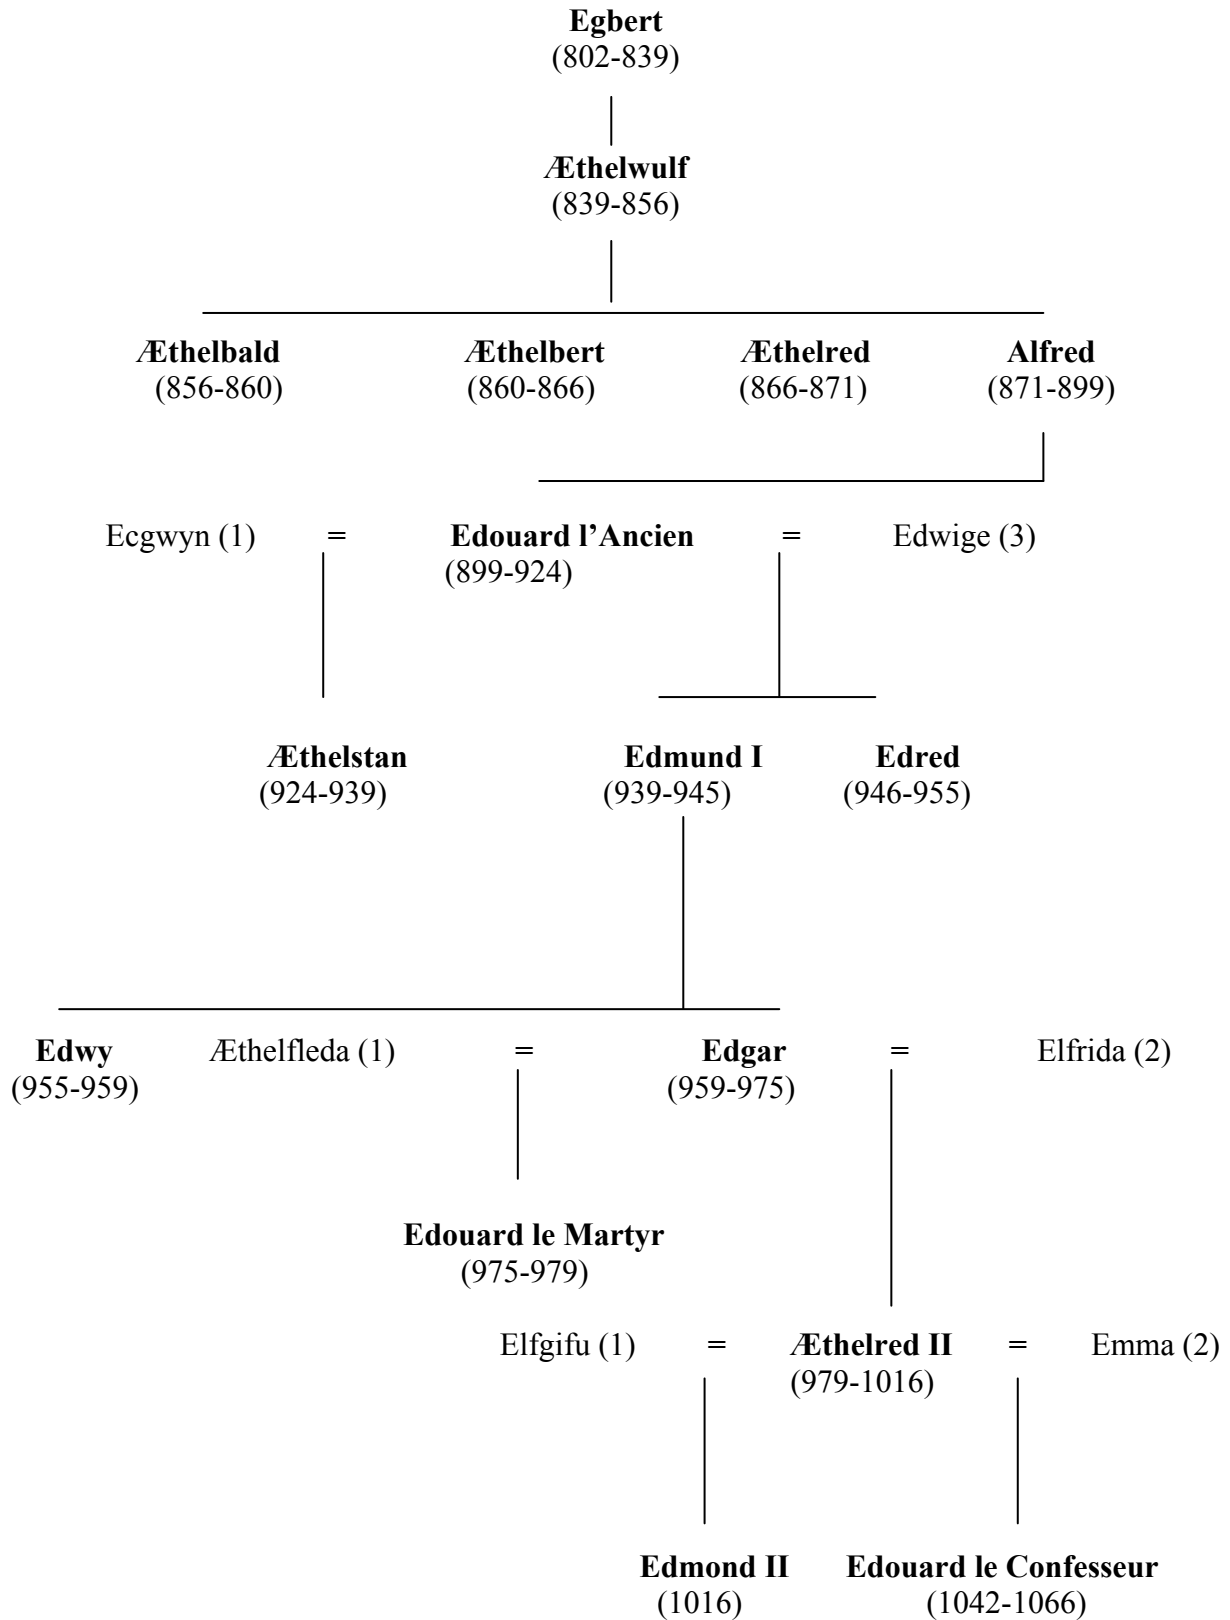 Egbert
(802-839)
Æthelwulf
(839-856)
Æthelbald Æthelbert Æthelred Alfred
(856-860) (860-866) (866-871) (871-899)
Ecgwyn (1) = Edouard l’Ancien = Edwige (3)
(899-924)
Æthelstan Edmund I Edred
(924-939) (939-945) (946-955)
Edwy Æthelfleda (1) = Edgar = Elfrida (2)
(955-959) (959-975)
Edouard le Martyr
(975-979)
Elfgifu (1) = Æthelred II = Emma (2)
(979-1016)
Edmond II Edouard le Confesseur
(1016) (1042-1066)